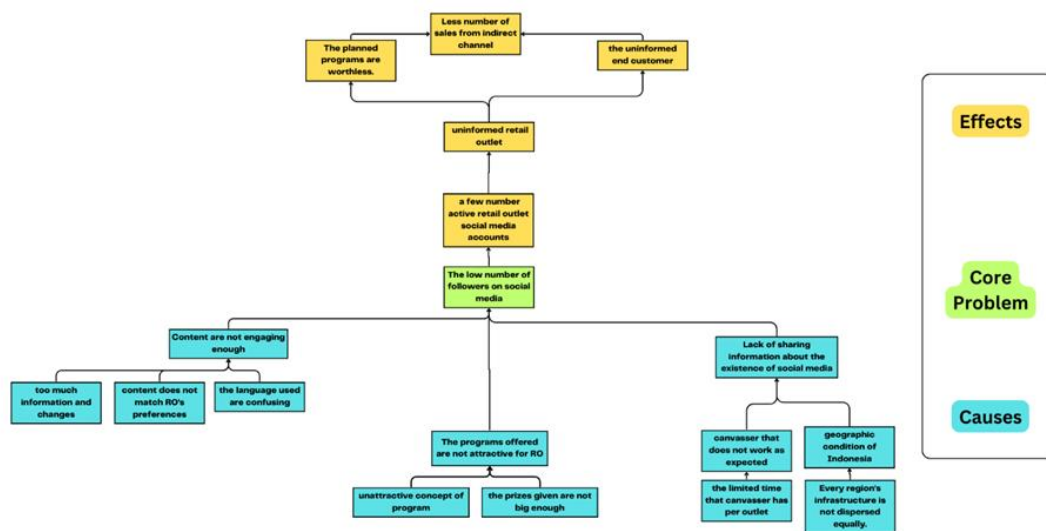 Less number of
sales from indirect
channel
The planned
programs are
worthless.
the uninformed
end customer
uninformed retail
outlet
a few number
active retail outlet
social media
accounts
The low number of
followers on social
media
Content are not engaging
enough
Lack of sharing
information about the
existence of social media
too much
information and
changes
content does not
match RO's
preferences
the language used
are confusing
The programs offered
are not attractive for RO
canvasser that
does not work as
expected
geographic
condition of
Indonesia
unattractive concept of
program
the prizes given are not
big enough
the limited time
that canvasser has
per outlet
Every region's
infrastructure is
not dispersed
equally.
Effects
Core
Problem
Causes